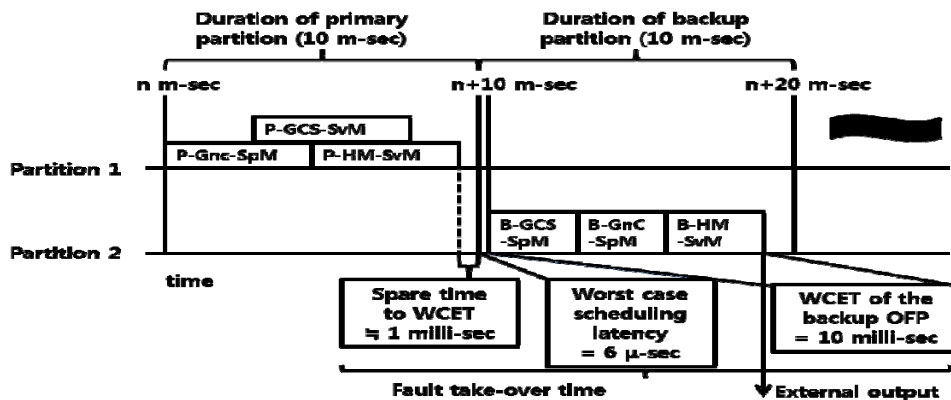 Duration of primary
partition (10 m-sec)
Duration of backup
partition (10 m-sec)
n m-sec
n+10 m-sec
n+20 m-sec
P-GCS-SvM
P-Gnc-SpM
P-HM-SvM
Partition 1
B-GCS
-SpM
B-GnC
-SpM
B-HM
-SvM
Partition 2
time
Spare time
to WCET
≒ 1 milli-sec
Worst case
scheduling
latency
= 6 μ-sec
WCET of the
backup OFP
= 10 milli-sec
Fault take-over time
External output